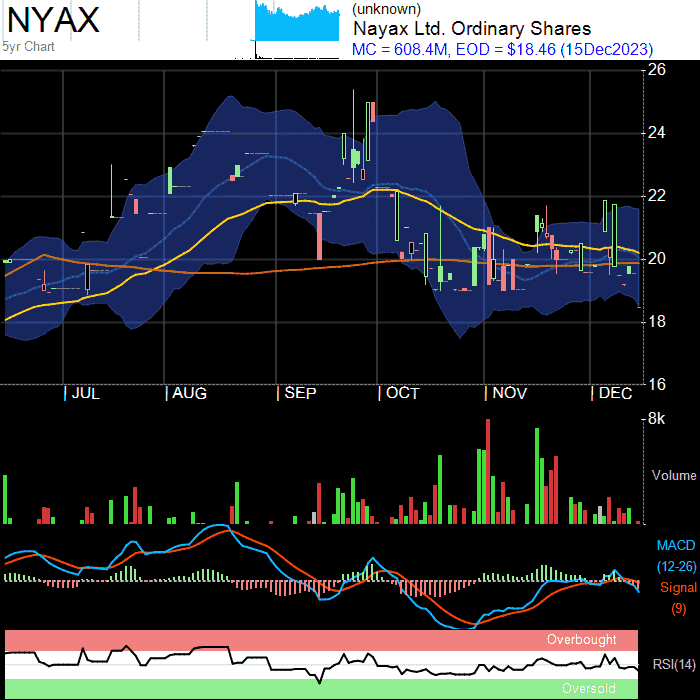 NYAX
5yr Chart
(unknown)
Nayax Ltd. Ordinary Shares
MC = 608.4M, EOD = $18.46 (15Dec2023)
26
24
22
20
18
16
JUL AUG SEP OCT NOV DEC
8k
Volume
MACD
(12-26)
Signal
(9)
Overbought
RSI(14)
Oversold